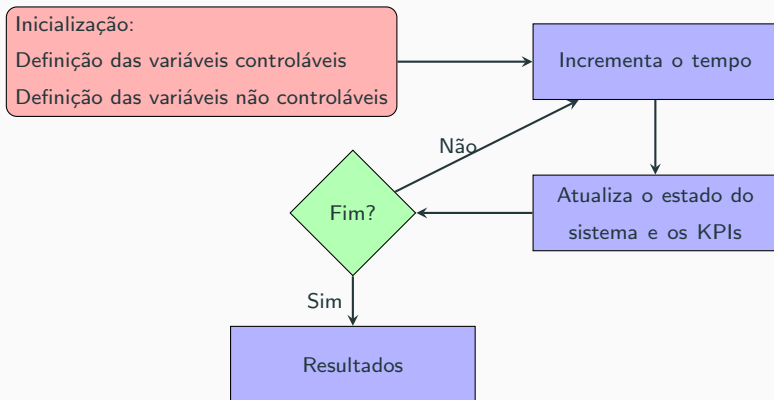 Inicialização:
Definição das variáveis controláveis
Definição das variáveis não controláveis
Incrementa o tempo
Não
Atualiza o estado do
sistema e os KPIs
Fim?
Sim
Resultados